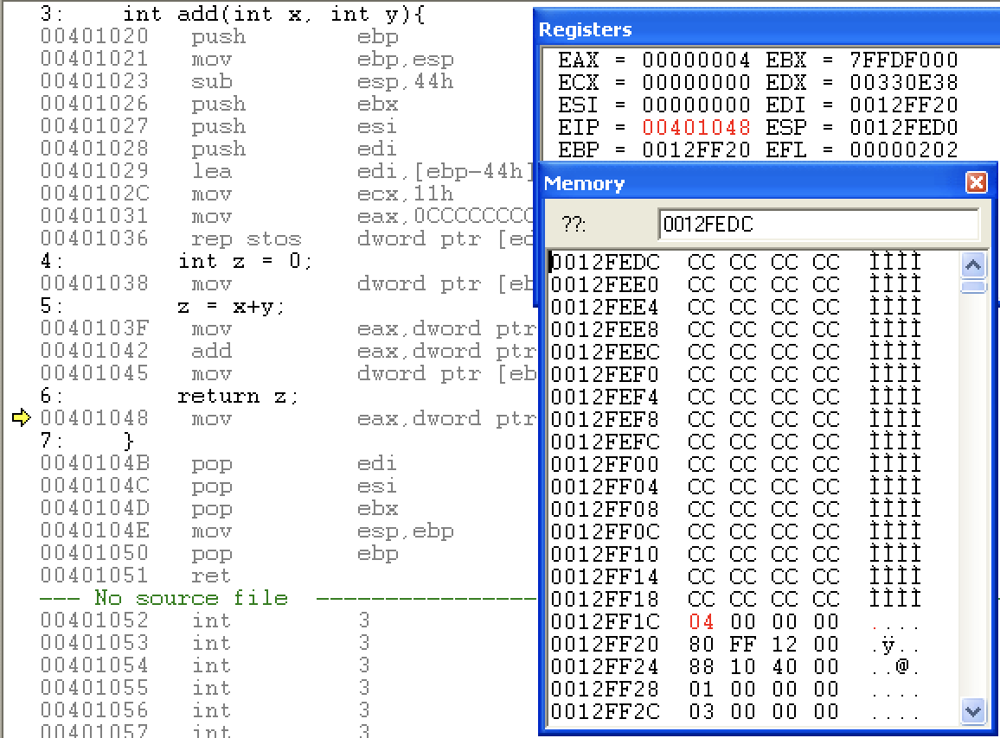 3:    int add(int x, int y){
00401020   push        ebp
00401021   mov         ebp,esp
00401023   sub         esp,44h
00401026   push        ebx
00401027   push        esi
00401028   push        edi
00401029   lea         edi,[ebp-44h]
0040102C   mov         ecx,11h
00401031   mov         eax,0CCCCCCCC
00401036   rep stos    dword ptr [ed
4:        int z = 0;
00401038   mov         dword ptr [eb
5:        z = x+y;
0040103F   mov         eax,dword ptr
00401042   add         eax,dword ptr
00401045   mov         dword ptr [eb
6:        return z;
00401048   mov         eax,dword ptr
7:    }
0040104B   pop         edi
0040104C   pop         esi
0040104D   pop         ebx
0040104E   mov         esp,ebp
00401050   pop         ebp
00401051   ret
--- No source file  ----------------
00401052   int         3
00401053   int         3
00401054   int         3
00401055   int         3
00401056   int         3
00401057   int         3
Registers
EAX = 00000004 EBX = 7FFDF000
ECX = 00000000 EDX = 00330E38
ESI = 00000000 EDI = 0012FF20
EIP = 00401048 ESP = 0012FED0
EBP = 0012FF20 EFL = 00000202
Memory
??: 0012FEDC
0012FEDC  CC CC CC CC  ÌÌÌÌ
0012FEE0  CC CC CC CC  ÌÌÌÌ
0012FEE4  CC CC CC CC  ÌÌÌÌ
0012FEE8  CC CC CC CC  ÌÌÌÌ
0012FEEC  CC CC CC CC  ÌÌÌÌ
0012FEF0  CC CC CC CC  ÌÌÌÌ
0012FEF4  CC CC CC CC  ÌÌÌÌ
0012FEF8  CC CC CC CC  ÌÌÌÌ
0012FEFC  CC CC CC CC  ÌÌÌÌ
0012FF00  CC CC CC CC  ÌÌÌÌ
0012FF04  CC CC CC CC  ÌÌÌÌ
0012FF08  CC CC CC CC  ÌÌÌÌ
0012FF0C  CC CC CC CC  ÌÌÌÌ
0012FF10  CC CC CC CC  ÌÌÌÌ
0012FF14  CC CC CC CC  ÌÌÌÌ
0012FF18  CC CC CC CC  ÌÌÌÌ
0012FF1C  04 00 00 00  ....
0012FF20  80 FF 12 00  .ÿ..
0012FF24  88 10 40 00  ..@.
0012FF28  01 00 00 00  ....
0012FF2C  03 00 00 00  ....